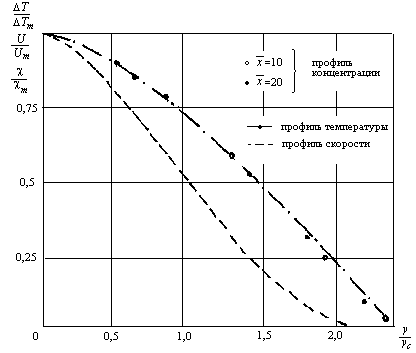 ΔT
ΔTm
U
Um
χ
χm
x̄=10
x̄=20
профиль
концентрации
профиль температуры
профиль скорости
0,75
0,5
0,25
0 0,5 1,0 1,5 2,0
y
yc